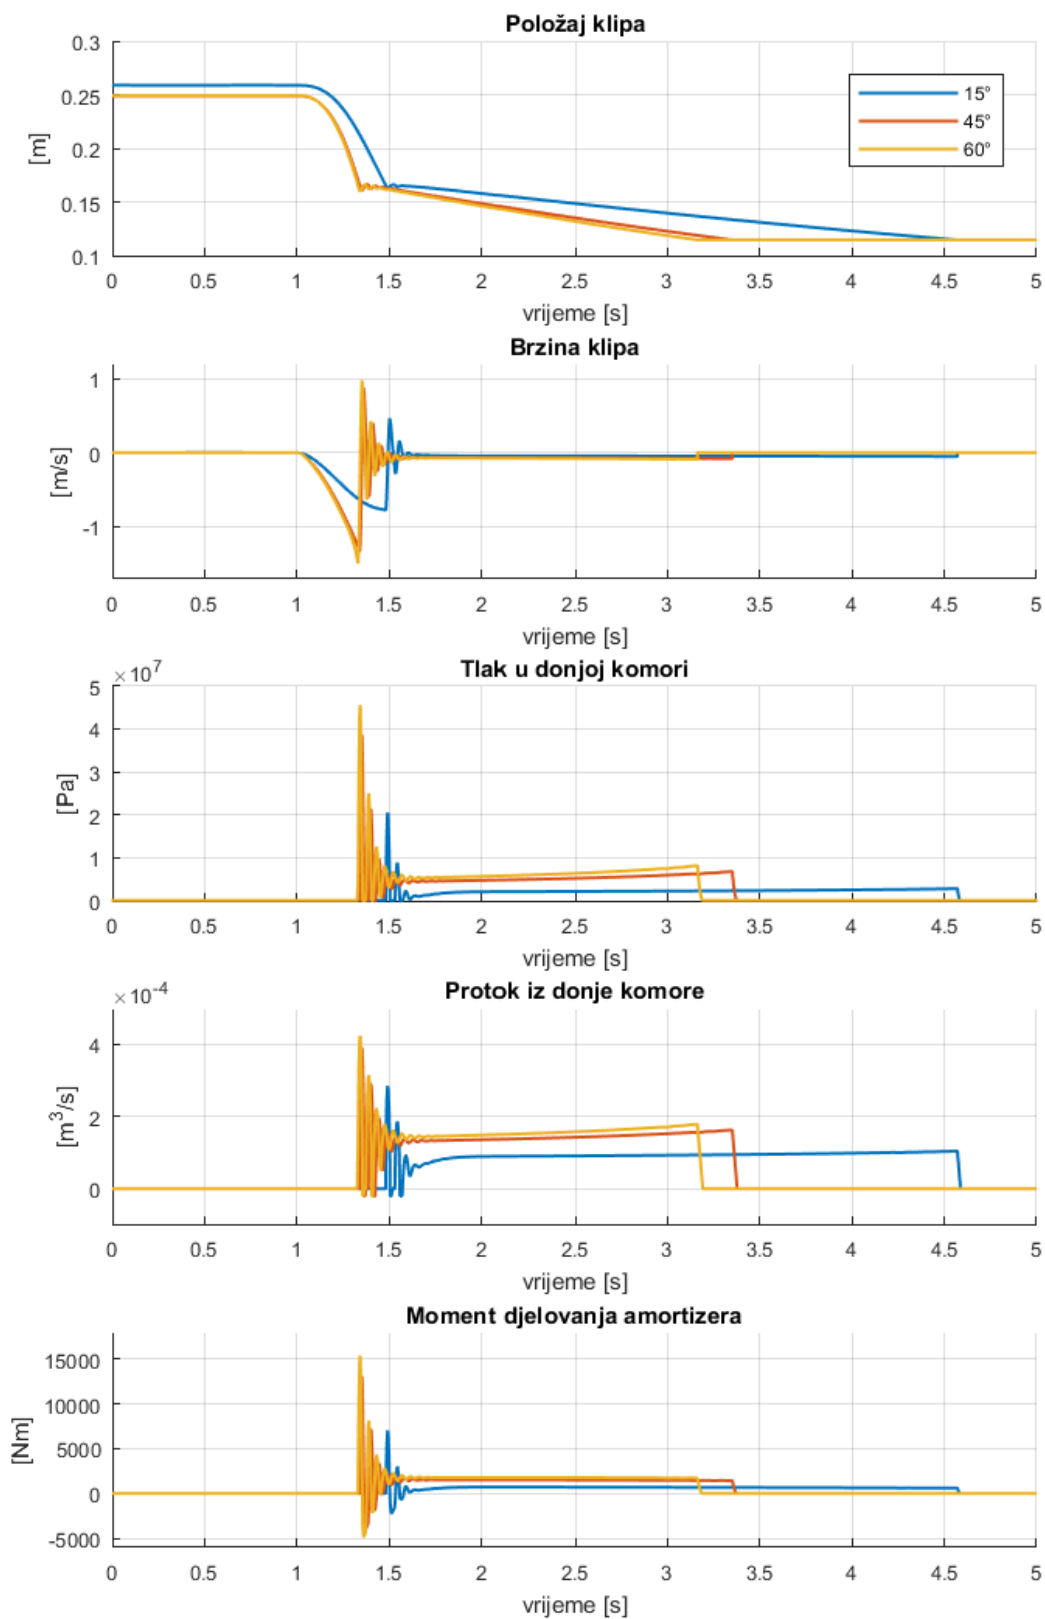 Položaj klipa
0.3
0.25
0.2
0.15
0.1
[m]
15°
45°
60°
0 0.5 1 1.5 2 2.5 3 3.5 4 4.5 5
vrijeme [s]
Brzina klipa
1
0
-1
[m/s]
0 0.5 1 1.5 2 2.5 3 3.5 4 4.5 5
vrijeme [s]
×10⁷
Tlak u donjoj komori
5
4
3
2
1
0
[Pa]
0 0.5 1 1.5 2 2.5 3 3.5 4 4.5 5
vrijeme [s]
×10⁻⁴
Protok iz donje komore
4
2
0
[m³/s]
0 0.5 1 1.5 2 2.5 3 3.5 4 4.5 5
vrijeme [s]
Moment djelovanja amortizera
15000
10000
5000
0
-5000
[Nm]
0 0.5 1 1.5 2 2.5 3 3.5 4 4.5 5
vrijeme [s]